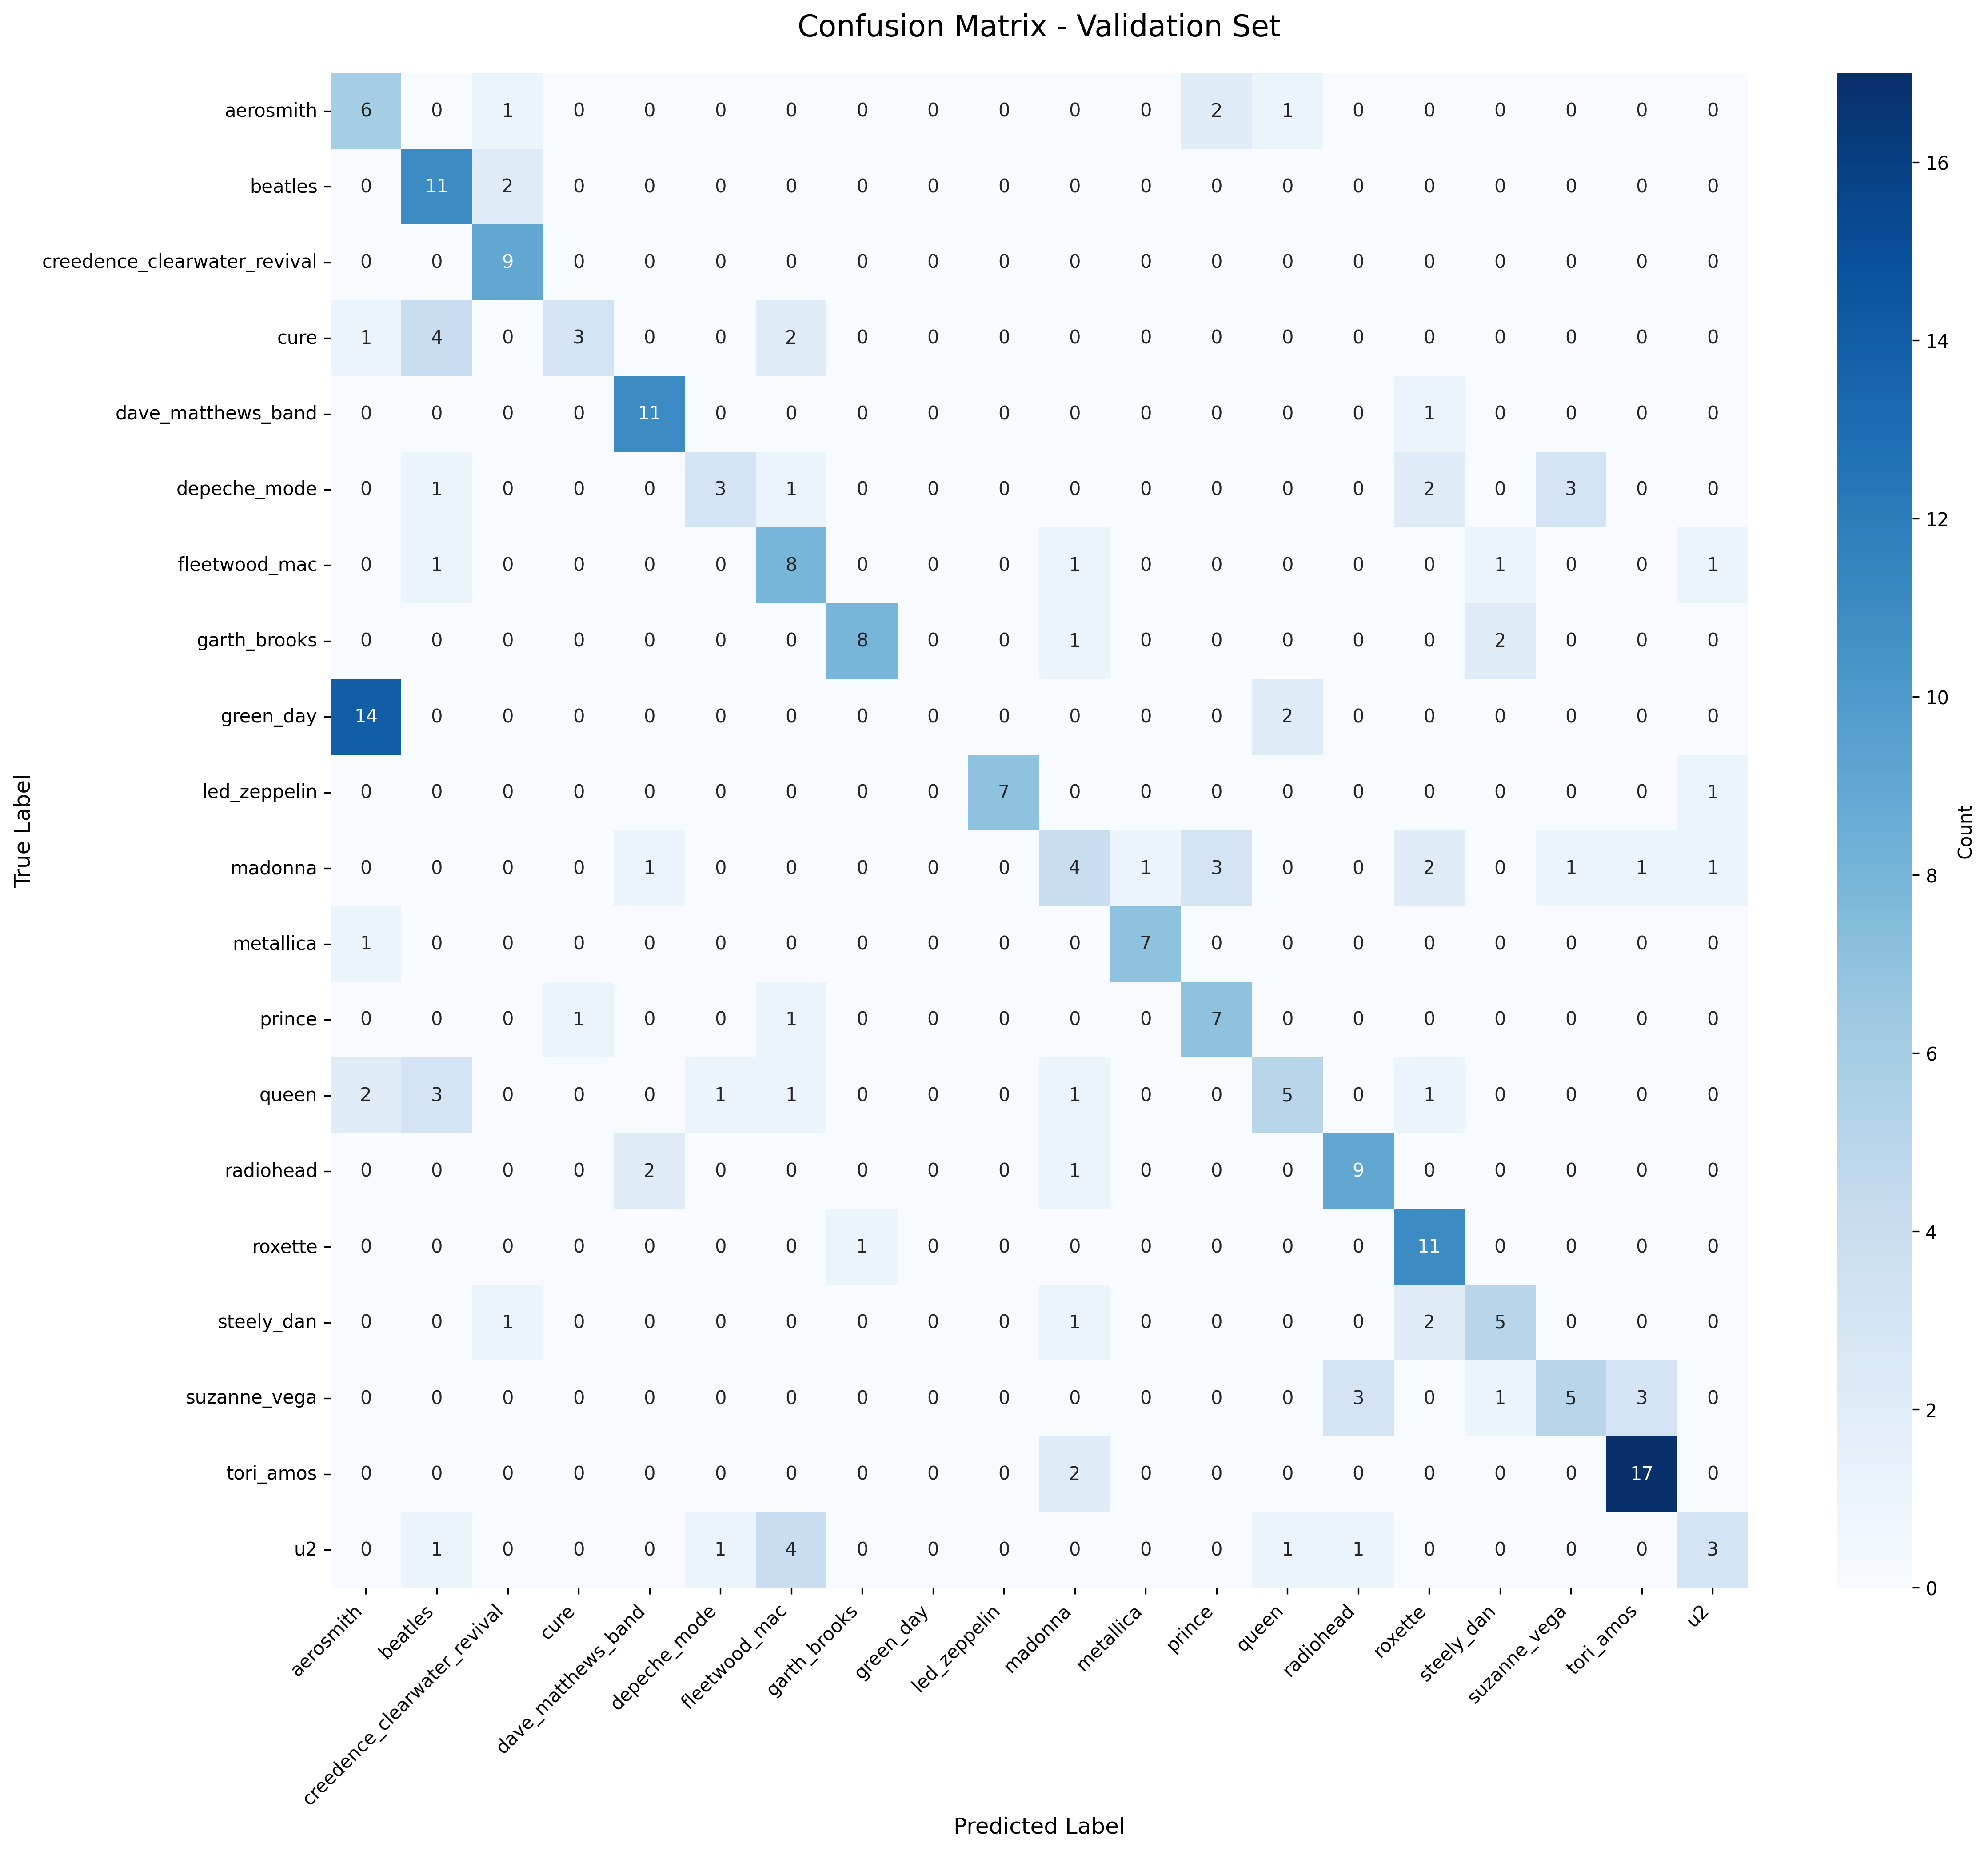 Confusion Matrix - Validation Set
aerosmith 6 0 1 0 0 0 0 0 0 0 0 0 2 1 0 0 0 0 0 0
beatles 0 11 2 0 0 0 0 0 0 0 0 0 0 0 0 0 0 0 0 0
creedence_clearwater_revival 0 0 9 0 0 0 0 0 0 0 0 0 0 0 0 0 0 0 0 0
cure 1 4 0 3 0 0 2 0 0 0 0 0 0 0 0 0 0 0 0 0
dave_matthews_band 0 0 0 0 11 0 0 0 0 0 0 0 0 0 0 1 0 0 0 0
depeche_mode 0 1 0 0 0 3 1 0 0 0 0 0 0 0 0 2 0 3 0 0
fleetwood_mac 0 1 0 0 0 0 8 0 0 0 1 0 0 0 0 0 1 0 0 1
garth_brooks 0 0 0 0 0 0 0 8 0 0 1 0 0 0 0 0 2 0 0 0
green_day 14 0 0 0 0 0 0 0 0 0 0 0 0 2 0 0 0 0 0 0
led_zeppelin 0 0 0 0 0 0 0 0 0 7 0 0 0 0 0 0 0 0 0 1
madonna 0 0 0 0 1 0 0 0 0 0 4 1 3 0 0 2 0 1 1 1
metallica 1 0 0 0 0 0 0 0 0 0 0 7 0 0 0 0 0 0 0 0
prince 0 0 0 1 0 0 1 0 0 0 0 0 7 0 0 0 0 0 0 0
queen 2 3 0 0 0 1 1 0 0 0 1 0 0 5 0 1 0 0 0 0
radiohead 0 0 0 0 2 0 0 0 0 0 1 0 0 0 9 0 0 0 0 0
roxette 0 0 0 0 0 0 0 1 0 0 0 0 0 0 0 11 0 0 0 0
steely_dan 0 0 1 0 0 0 0 0 0 0 1 0 0 0 0 2 5 0 0 0
suzanne_vega 0 0 0 0 0 0 0 0 0 0 0 0 0 0 3 0 1 5 3 0
tori_amos 0 0 0 0 0 0 0 0 0 0 2 0 0 0 0 0 0 0 17 0
u2 0 1 0 0 0 1 4 0 0 0 0 0 0 1 1 0 0 0 0 3
aerosmith beatles creedence_clearwater_revival cure dave_matthews_band depeche_mode fleetwood_mac garth_brooks green_day led_zeppelin madonna metallica prince queen radiohead roxette steely_dan suzanne_vega tori_amos u2
Predicted Label
True Label
16
14
12
10
8
6
4
2
0
Count